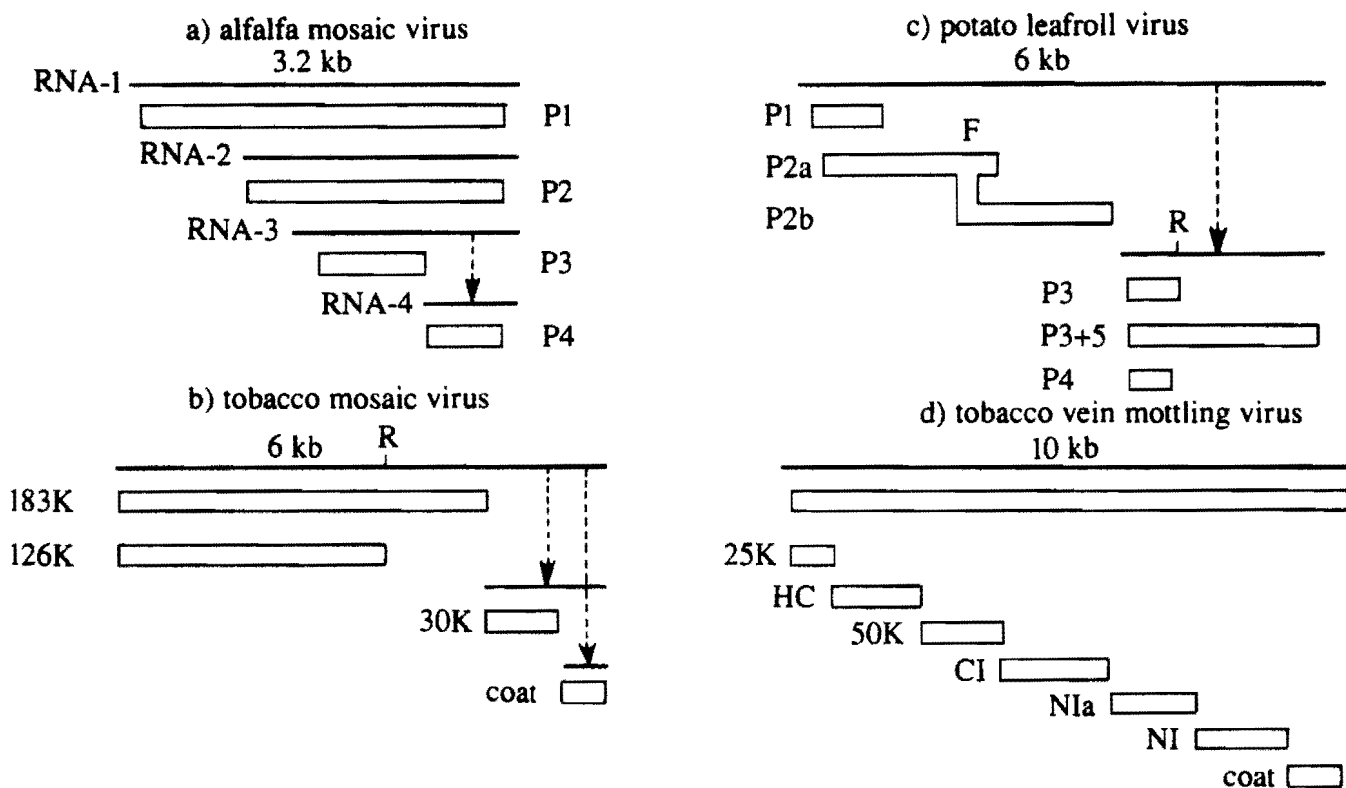 a) alfalfa mosaic virus
3.2 kb
RNA-1
P1
RNA-2
P2
RNA-3
P3
RNA-4
P4
b) tobacco mosaic virus
6 kb
R
183K
126K
30K
coat
c) potato leafroll virus
6 kb
P1
F
P2a
P2b
R
P3
P3+5
P4
d) tobacco vein mottling virus
10 kb
25K
HC
50K
CI
NIa
NI
coat